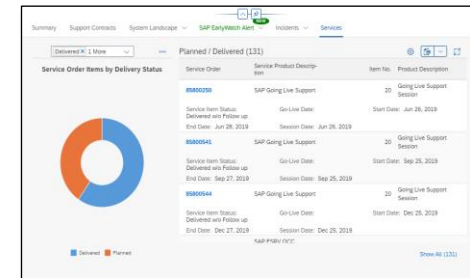 NEW
Summary Support Contracts System Landscape SAP EarlyWatch Alert Incidents Services
Delivered 1 More
Planned / Delivered (131)
Service Order Items by Delivery Status
Service Order Service Product Descrip- Item No. Product Description
tion
85800258 SAP Going Live Support 20 Going Live Support
Session
Service Item Status: Go-Live Date: Start Date: Jun 26, 2019
Delivered w/o Follow up
End Date: Jun 28, 2019 Session Date: Jun 26, 2019
85800541 SAP Going Live Support 20 Going Live Support
Session
Service Item Status: Go-Live Date: Start Date: Sep 25, 2019
Delivered w/o Follow up
End Date: Sep 27, 2019 Session Date: Sep 25, 2019
85800544 SAP Going Live Support 20 Going Live Support
Session
Service Item Status: Go-Live Date: Start Date: Dec 25, 2019
Delivered w/o Follow up
End Date: Dec 27, 2019 Session Date: Dec 25, 2019
Delivered Planned
Show All (131)